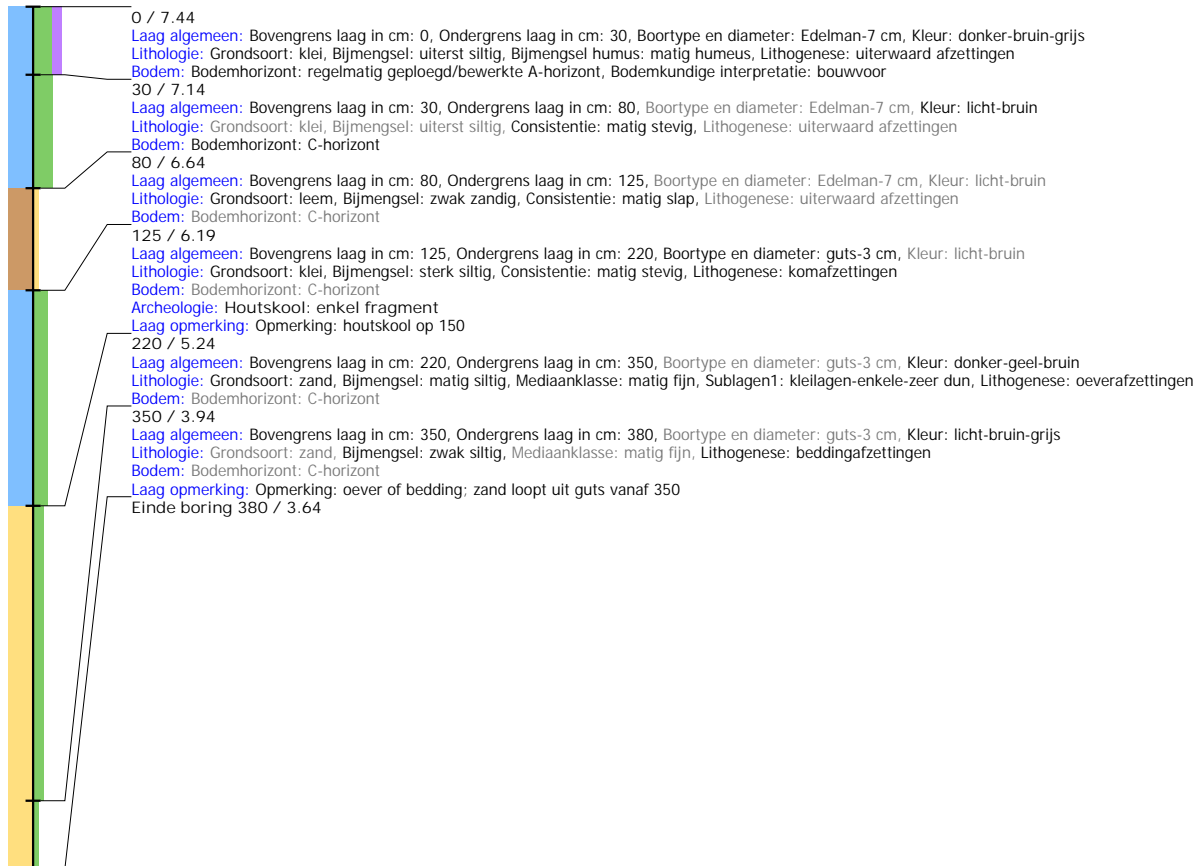 0 / 7.44
Laag algemeen: Bovengrens laag in cm: 0, Ondergrens laag in cm: 30, Boortype en diameter: Edelman-7 cm, Kleur: donker-bruin-grijs
Lithologie: Grondsoort: klei, Bijmengsel: uiterst siltig, Bijmengsel humus: matig humeus, Lithogenese: uiterwaard afzettingen
Bodem: Bodemhorizont: regelmatig geploegd/bewerkte A-horizont, Bodemkundige interpretatie: bouwvoor
30 / 7.14
Laag algemeen: Bovengrens laag in cm: 30, Ondergrens laag in cm: 80, Boortype en diameter: Edelman-7 cm, Kleur: licht-bruin
Lithologie: Grondsoort: klei, Bijmengsel: uiterst siltig, Consistentie: matig stevig, Lithogenese: uiterwaard afzettingen
Bodem: Bodemhorizont: C-horizont
80 / 6.64
Laag algemeen: Bovengrens laag in cm: 80, Ondergrens laag in cm: 125, Boortype en diameter: Edelman-7 cm, Kleur: licht-bruin
Lithologie: Grondsoort: leem, Bijmengsel: zwak zandig, Consistentie: matig slap, Lithogenese: uiterwaard afzettingen
Bodem: Bodemhorizont: C-horizont
125 / 6.19
Laag algemeen: Bovengrens laag in cm: 125, Ondergrens laag in cm: 220, Boortype en diameter: guts-3 cm, Kleur: licht-bruin
Lithologie: Grondsoort: klei, Bijmengsel: sterk siltig, Consistentie: matig stevig, Lithogenese: komafzettingen
Bodem: Bodemhorizont: C-horizont
Archeologie: Houtskool: enkel fragment
Laag opmerking: Opmerking: houtskool op 150
220 / 5.24
Laag algemeen: Bovengrens laag in cm: 220, Ondergrens laag in cm: 350, Boortype en diameter: guts-3 cm, Kleur: donker-geel-bruin
Lithologie: Grondsoort: zand, Bijmengsel: matig siltig, Mediaanklasse: matig fijn, Sublagen1: kleilagen-enkele-zeer dun, Lithogenese: oeverafzettingen
Bodem: Bodemhorizont: C-horizont
350 / 3.94
Laag algemeen: Bovengrens laag in cm: 350, Ondergrens laag in cm: 380, Boortype en diameter: guts-3 cm, Kleur: licht-bruin-grijs
Lithologie: Grondsoort: zand, Bijmengsel: zwak siltig, Mediaanklasse: matig fijn, Lithogenese: beddingafzettingen
Bodem: Bodemhorizont: C-horizont
Laag opmerking: Opmerking: oever of bedding; zand loopt uit guts vanaf 350
Einde boring 380 / 3.64